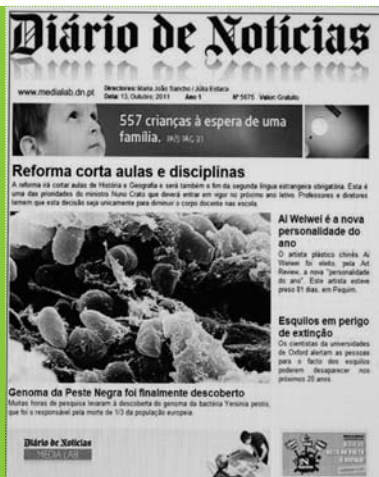 Diário de Notícias
www.medialab.dn.pt
Directores: Maria João Sancho / Júlia Estaca
Data: 13, Outubro, 2011 Ano 1 Nº 5675 Valor: Gratuito
557 crianças à espera de uma
família. PAÍS PÁG 31
Reforma corta aulas e disciplinas
A reforma irá cortar aulas de História e Geografia e será também o fim da segunda língua estrangeira obrigatória. Esta é
uma das prioridades do ministro Nuno Crato que deverá entrar em vigor no próximo ano letivo. Professores e diretores
temem que esta decisão seja unicamente para diminuir o corpo docente nas escola.
Ai Weiwei é a nova
personalidade do
ano
O artista plástico chinês Ai
Weiwei foi eleito, pela Art
Review, a nova "personalidade
do ano". Este artista esteve
preso 81 dias, em Pequim.
Esquilos em perigo
de extinção
Os cientistas da universidades
de Oxford alertam as pessoas
para o facto dos esquilos
poderem desaparecer nos
próximos 20 anos.
Genoma da Peste Negra foi finalmente descoberto
Muitas horas de pesquisa levaram à descoberta do genoma da bactéria Yersinia pestis,
que foi o responsável pela morte de 1/3 da população europeia.
Diário de Notícias
MEDIA LAB